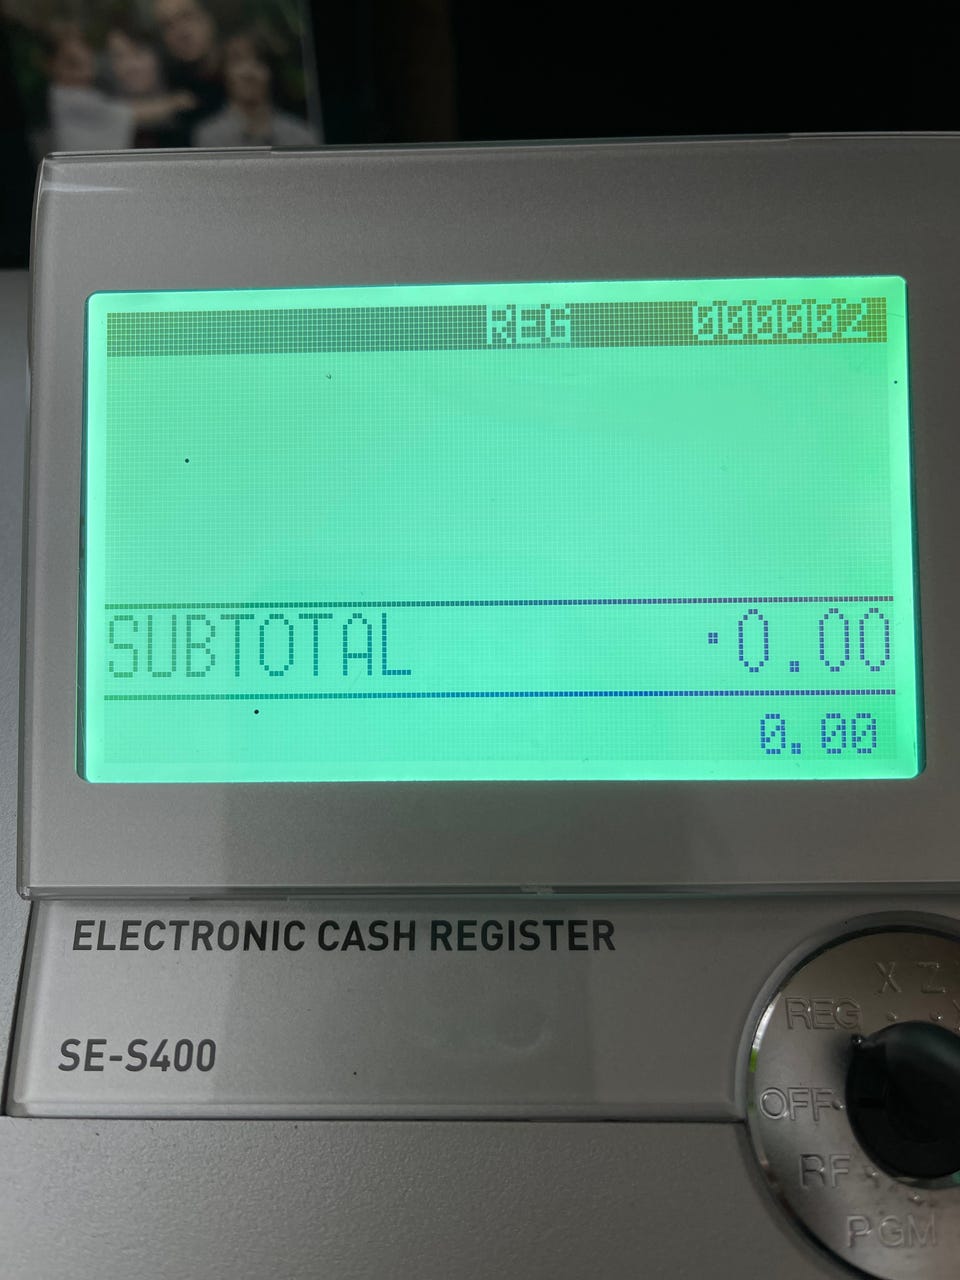 REG 000002
SUBTOTAL ·0.00
0.00
ELECTRONIC CASH REGISTER
SE-S400
X Z
REG
OFF
RF
PGM